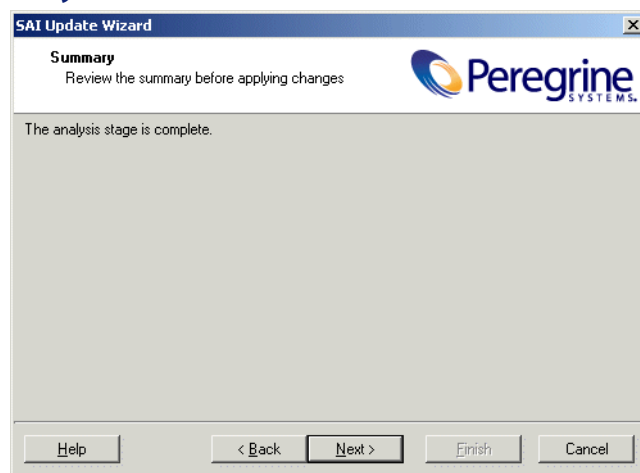 SAI Update Wizard
Summary
Review the summary before applying changes
Peregrine
SYSTEMS.
The analysis stage is complete.
Help
< Back
Next >
Finish
Cancel